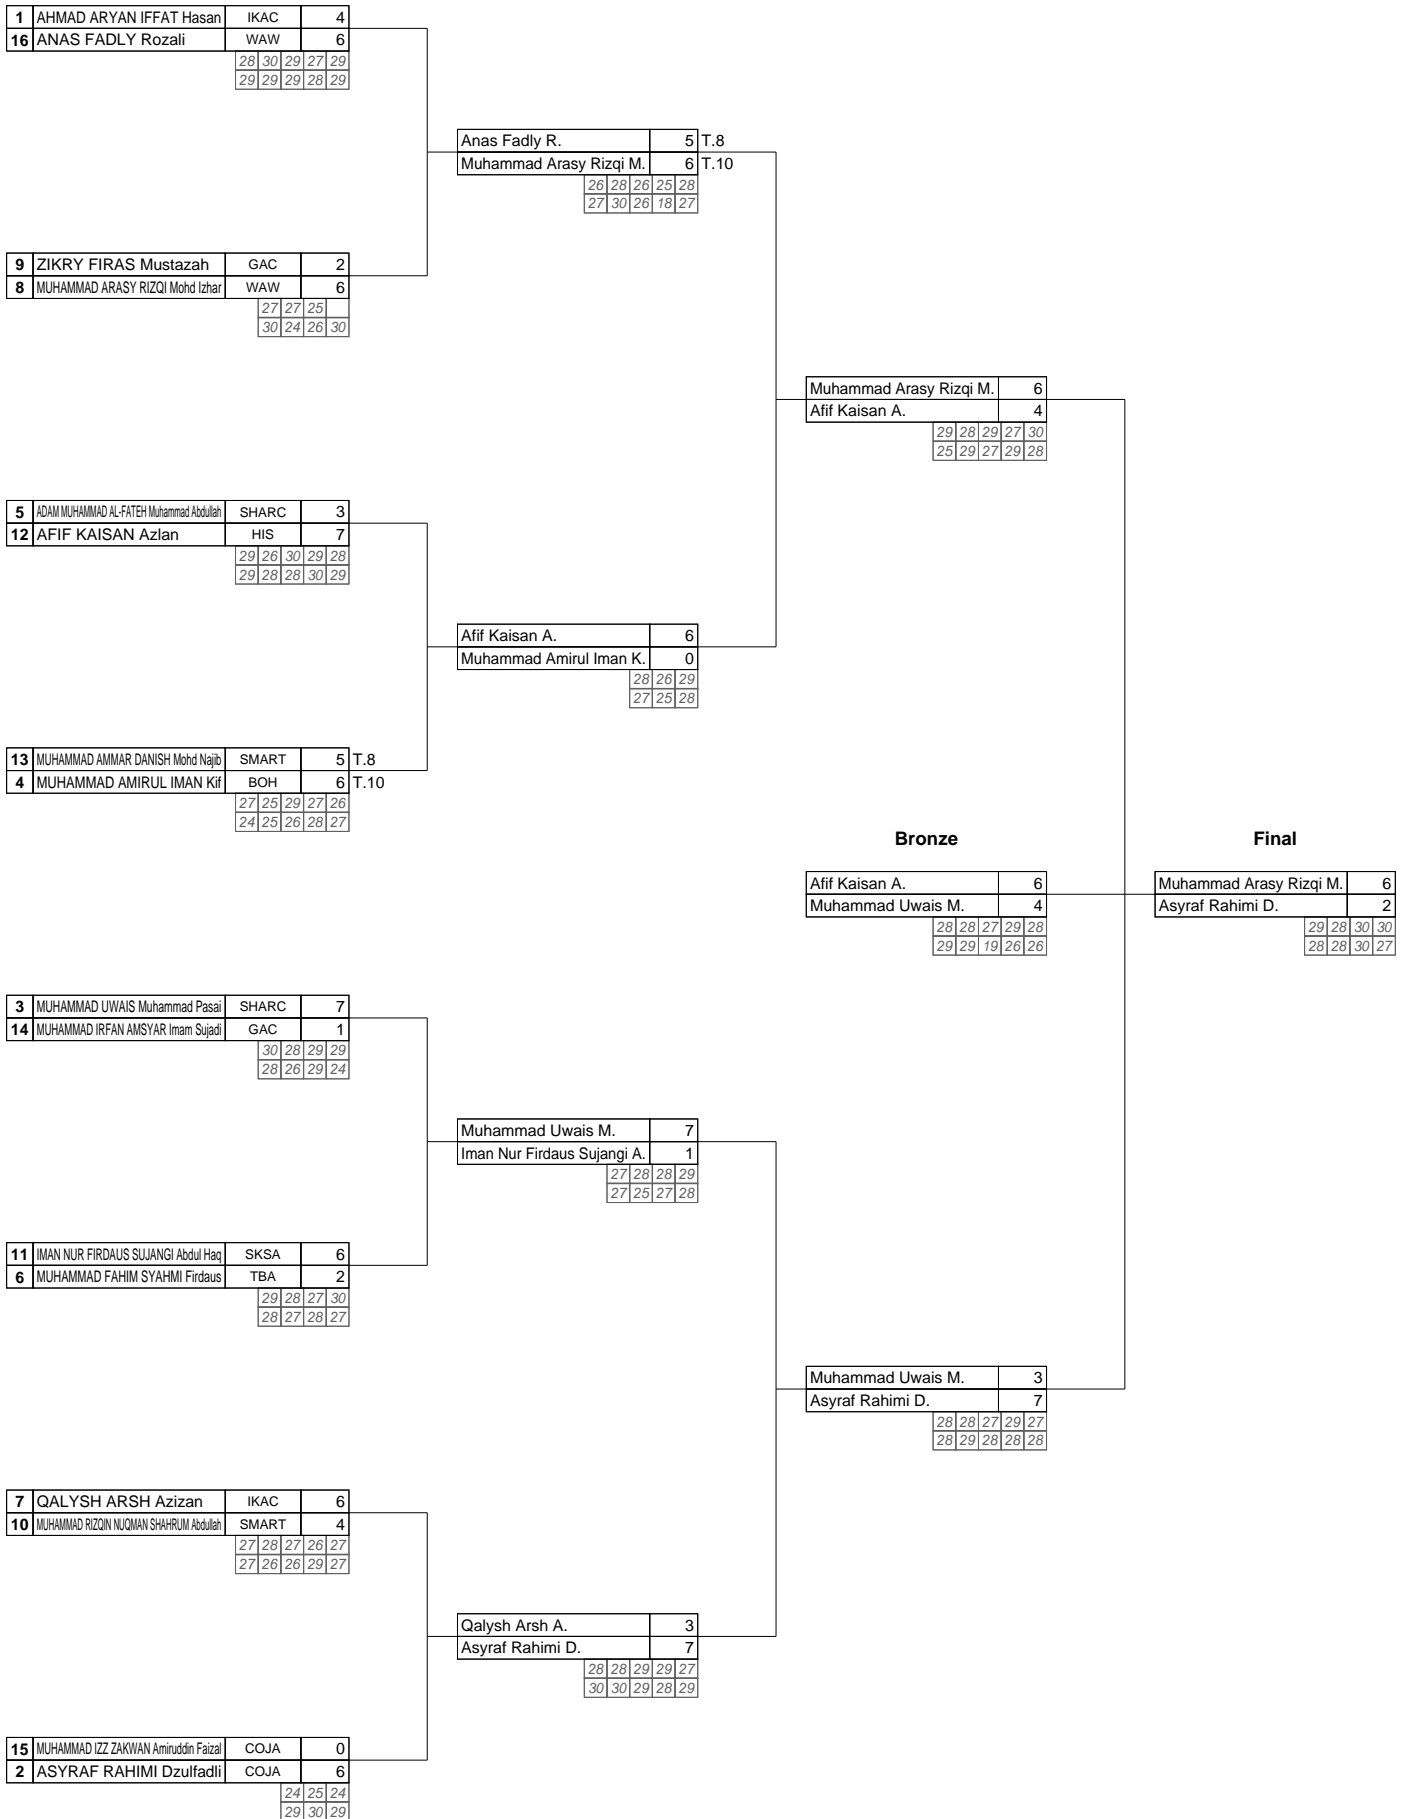 1 AHMAD ARYAN IFFAT Hasan IKAC 4
16 ANAS FADLY Rozali WAW 6
28 30 29 27 29
29 29 29 28 29
Anas Fadly R. 5 T.8
Muhammad Arasy Rizqi M. 6 T.10
26 28 26 25 28
27 30 26 18 27
9 ZIKRY FIRAS Mustazah GAC 2
8 MUHAMMAD ARASY RIZQI Mohd Izhar WAW 6
27 27 25
30 24 26 30
Muhammad Arasy Rizqi M. 6
Afif Kaisan A. 4
29 28 29 27 30
25 29 27 29 28
5 ADAM MUHAMMAD AL-FATEH Muhammad Abdullah SHARC 3
12 AFIF KAISAN Azlan HIS 7
29 26 30 29 28
29 28 28 30 29
Afif Kaisan A. 6
Muhammad Amirul Iman K. 0
28 26 29
27 25 28
13 MUHAMMAD AMMAR DANISH Mohd Najib SMART 5 T.8
4 MUHAMMAD AMIRUL IMAN Kif BOH 6 T.10
27 25 29 27 26
24 25 26 28 27
Bronze Final
Afif Kaisan A. 6 Muhammad Arasy Rizqi M. 6
Muhammad Uwais M. 4 Asyraf Rahimi D. 2
28 28 27 29 28 29 28 30 30
29 29 19 26 26 28 28 30 27
3 MUHAMMAD UWAIS Muhammad Pasai SHARC 7
14 MUHAMMAD IRFAN AMSYAR Imam Sujadi GAC 1
30 28 29 29
28 26 29 24
Muhammad Uwais M. 7
Iman Nur Firdaus Sujangi A. 1
27 28 28 29
27 25 27 28
11 IMAN NUR FIRDAUS SUJANGI Abdul Haq SKSA 6
6 MUHAMMAD FAHIM SYAHMI Firdaus TBA 2
29 28 27 30
28 27 28 27
Muhammad Uwais M. 3
Asyraf Rahimi D. 7
28 28 27 29 27
28 29 28 28 28
7 QALYSH ARSH Azizan IKAC 6
10 MUHAMMAD RIZQIN NUQMAN SHAHRUM Abdullah SMART 4
27 28 27 26 27
27 26 26 29 27
Qalysh Arsh A. 3
Asyraf Rahimi D. 7
28 28 29 29 27
30 30 29 28 29
15 MUHAMMAD IZZ ZAKWAN Amiruddin Faizal COJA 0
2 ASYRAF RAHIMI Dzulfadli COJA 6
24 25 24
29 30 29